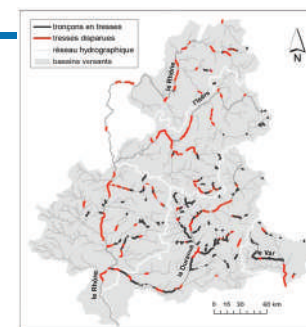 tronçons en tresses
tresses disparues
réseau hydrographique
bassins versants
N
le Rhône
l'Isère
la Durance
le Var
le Rhône
0 15 30 60 km